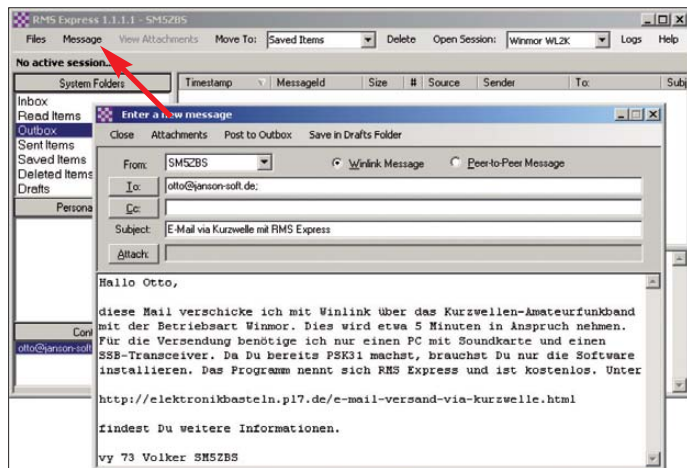 RMS Express 1.1.1.1 - SM5ZBS
Files Message View Attachments Move To: Saved Items Delete Open Session: Winmor WL2K Logs Help
No active session...
System Folders Timestamp MessageId Size # Source Sender To: Subj
Inbox
Read Items
Outbox
Sent Items
Saved Items
Deleted Items
Drafts
Persona
Cont
otto@janson-soft
Enter a new message
Close Attachments Post to Outbox Save in Drafts Folder
From: SM5ZBS Winlink Message Peer-to-Peer Message
To: otto@janson-soft.de;
Cc:
Subject: E-Mail via Kurzwelle mit RMS Express
Attach:
Hallo Otto,
diese Mail verschicke ich mit Winlink über das Kurzwellen-Amateurfunkband
mit der Betriebsart Winmor. Dies wird etwa 5 Minuten in Anspruch nehmen.
Für die Versendung benötige ich nur einen PC mit Soundkarte und einen
SSB-Transceiver. Da Du bereits PSK31 machst, brauchst Du nur die Software
installieren. Das Programm nennt sich RMS Express und ist kostenlos. Unter
http://elektronikbasteln.pl7.de/e-mail-versand-via-kurzwelle.html
findest Du weitere Informationen.
vy 73 Volker SM5ZBS